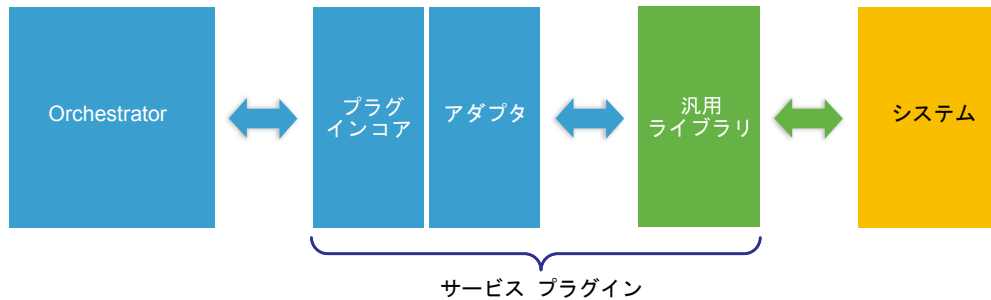 Orchestrator
プラグ
インコア
アダプタ
汎用
ライブラリ
システム
サービス プラグイン